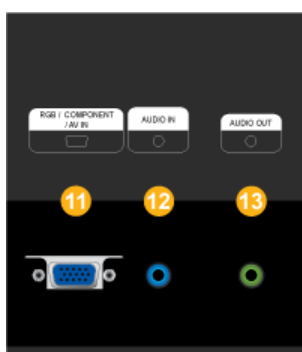 RGB / COMPONENT
/ AV IN
AUDIO IN
AUDIO OUT
11
12
13